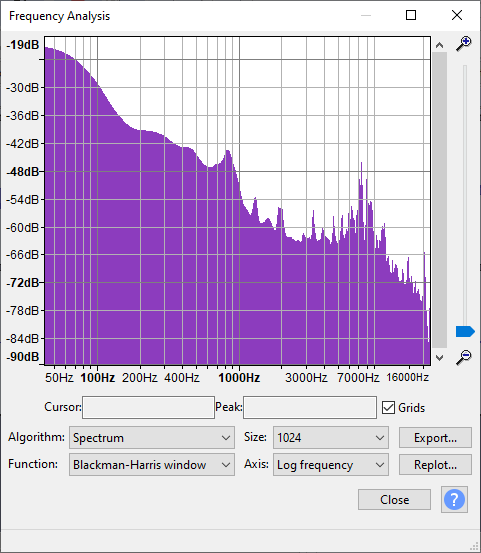 Frequency Analysis
-19dB
-30dB
-36dB
-42dB
-48dB
-54dB
-60dB
-66dB
-72dB
-78dB
-84dB
-90dB
50Hz 100Hz 200Hz 400Hz 1000Hz 3000Hz 7000Hz 16000Hz
Cursor: Peak: Grids
Algorithm: Spectrum Size: 1024 Export...
Function: Blackman-Harris window Axis: Log frequency Replot...
Close ?